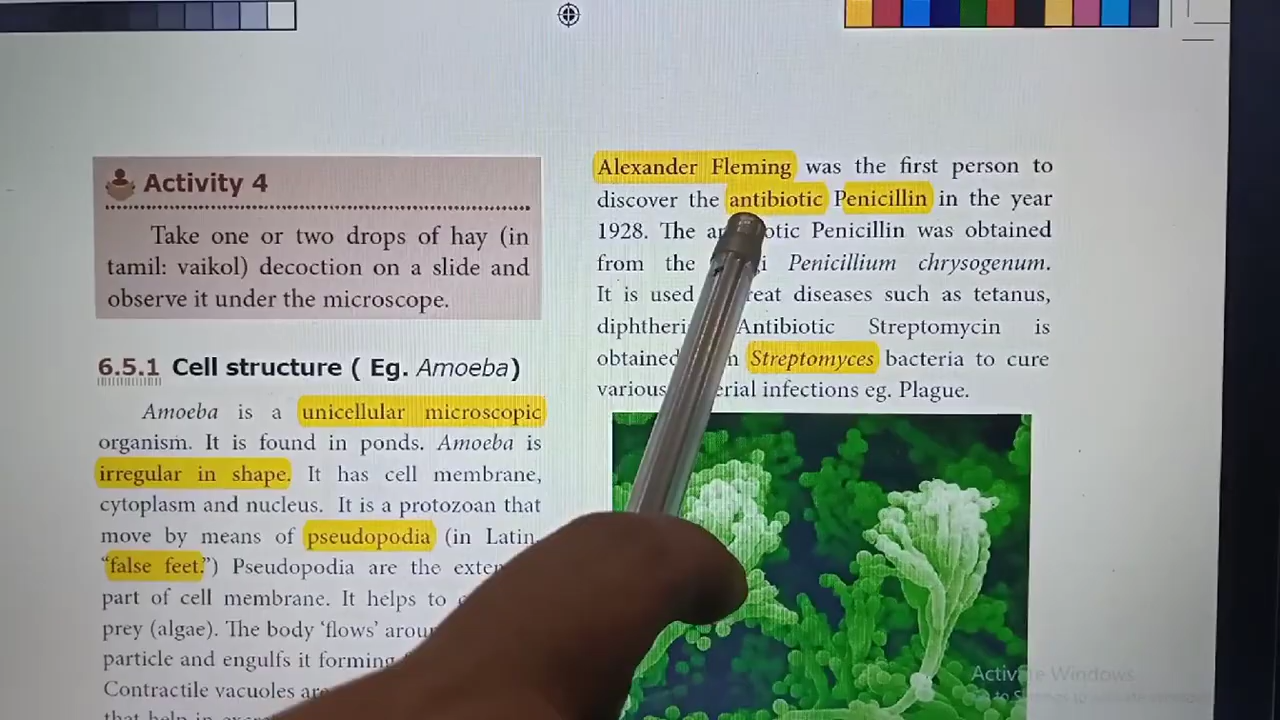 Activity 4
Take one or two drops of hay (in
tamil: vaikol) decoction on a slide and
observe it under the microscope.
6.5.1 Cell structure ( Eg. Amoeba)
Amoeba is a unicellular microscopic
organism. It is found in ponds. Amoeba is
irregular in shape. It has cell membrane,
cytoplasm and nucleus. It is a protozoan that
move by means of pseudopodia (in Latin,
“false feet.”) Pseudopodia are the
part of cell membrane. It helps to
prey (algae). The body ‘flows’
particle and engulfs it forming
Contractile vacuoles are
that help in
Alexander Fleming was the first person to
discover the antibiotic Penicillin in the year
1928. The Penicillin was obtained
from the Penicillium chrysogenum.
It is used diseases such as tetanus,
Antibiotic Streptomycin is
obtained Streptomyces bacteria to cure
various infections eg. Plague.
Activate Windows